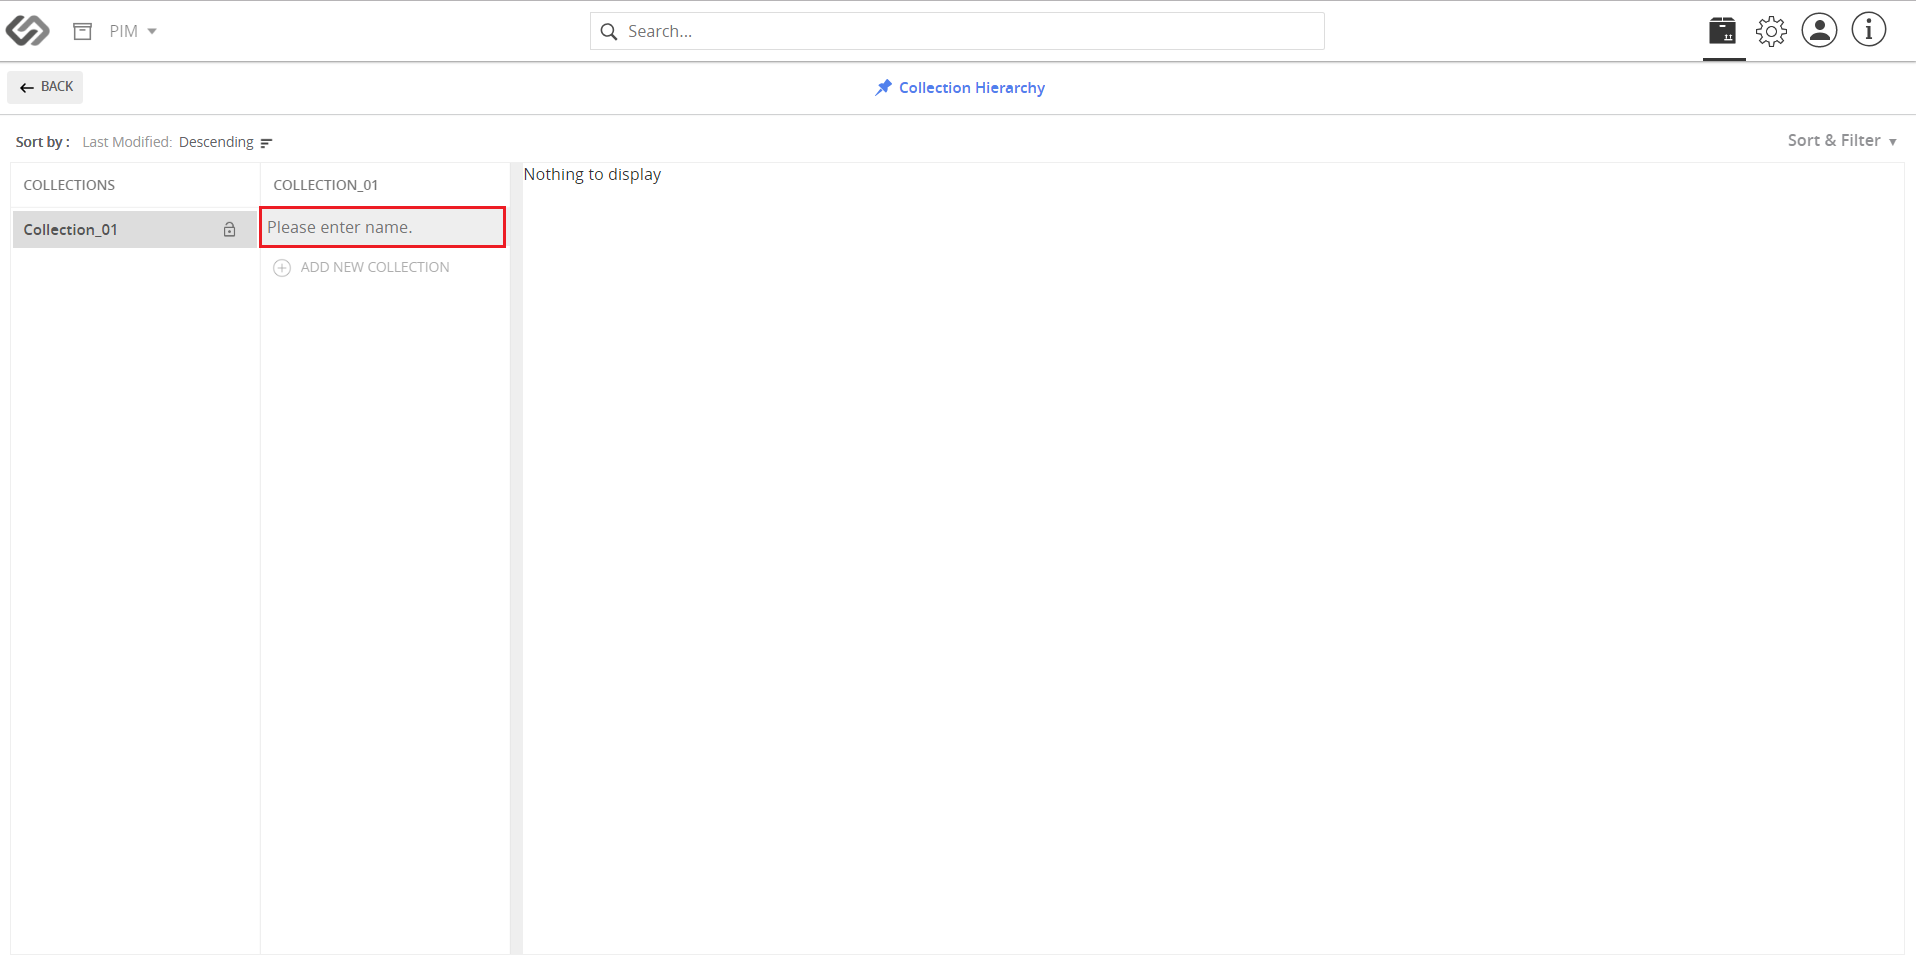 PIM
Search...
BACK
Collection Hierarchy
Sort by : Last Modified: Descending
Sort & Filter
COLLECTIONS
COLLECTION_01
Nothing to display
Collection_01
Please enter name.
ADD NEW COLLECTION